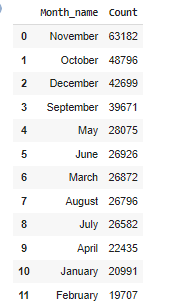 Month_name Count
0 November 63182
1 October 48796
2 December 42699
3 September 39671
4 May 28075
5 June 26926
6 March 26872
7 August 26796
8 July 26582
9 April 22435
10 January 20991
11 February 19707